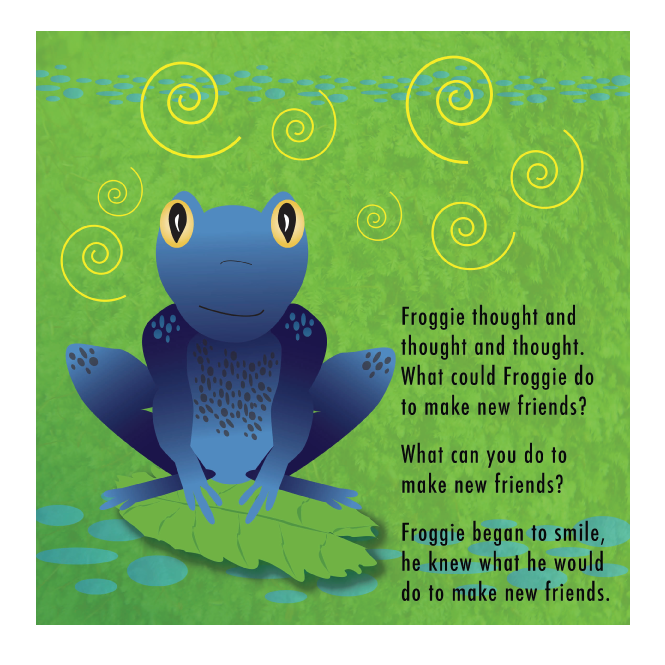 Froggie thought and
thought and thought.
What could Froggie do
to make new friends?
What can you do to
make new friends?
Froggie began to smile,
he knew what he would
do to make new friends.